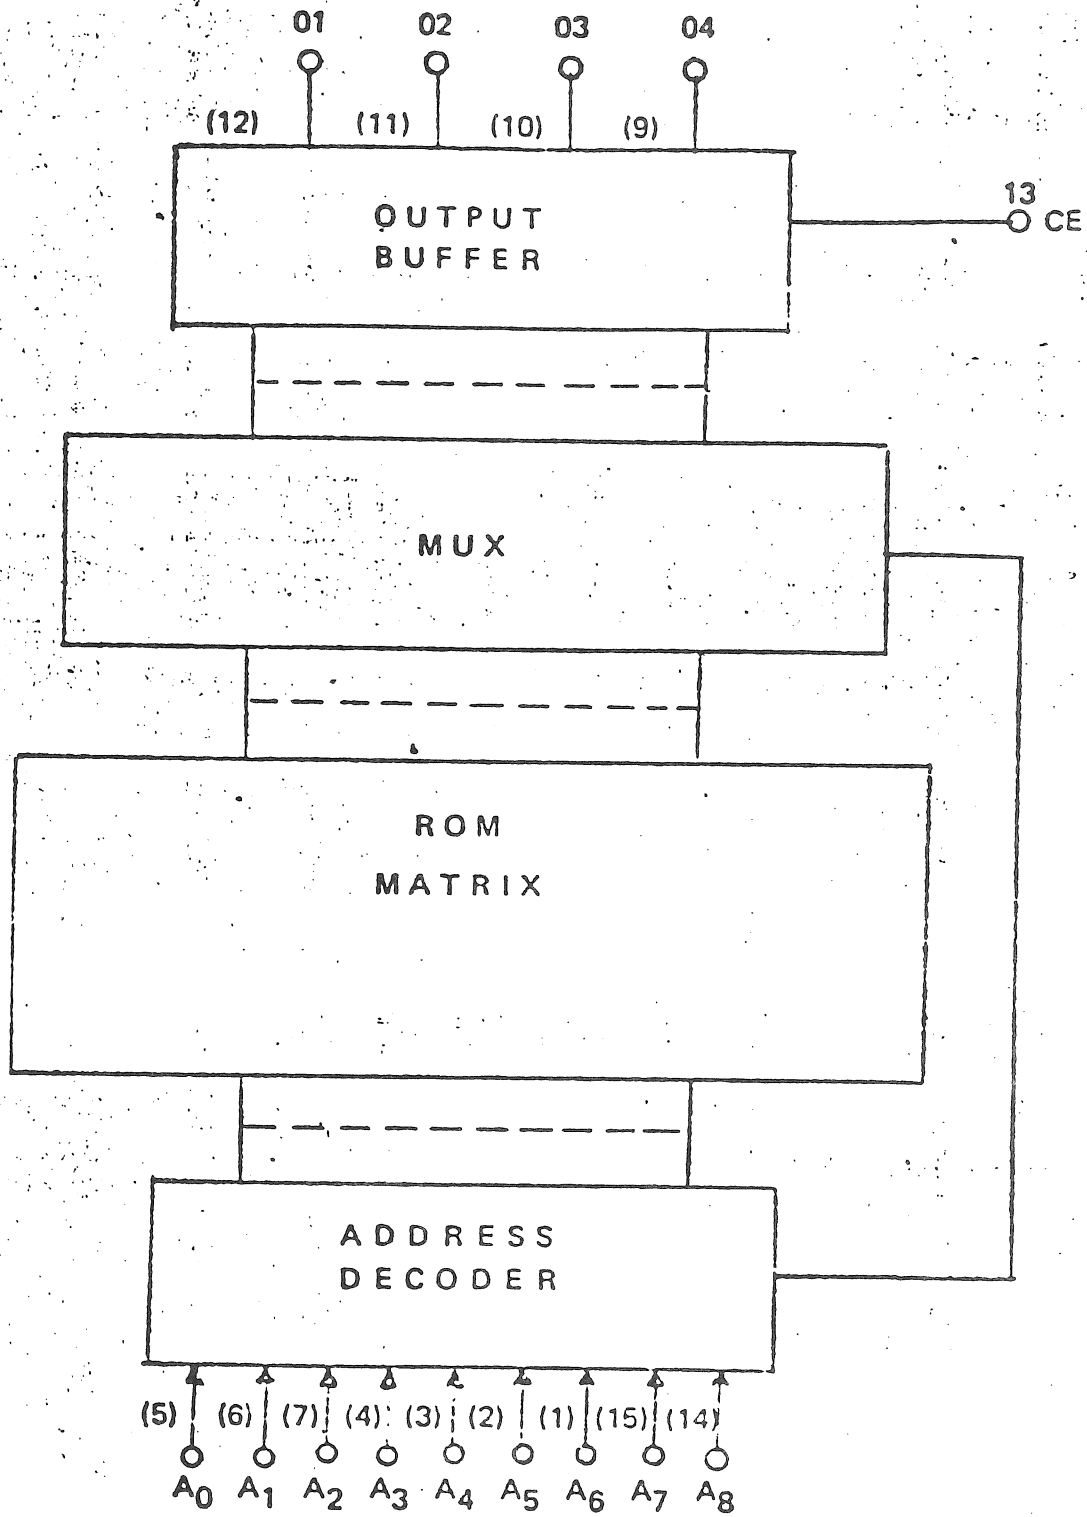 01 02 03 04
(12) (11) (10) (9)
13
CE
OUTPUT
BUFFER
MUX
ROM
MATRIX
ADDRESS
DECODER
(5) (6) (7) (4) (3) (2) (1) (15) (14)
A0 A1 A2 A3 A4 A5 A6 A7 A8